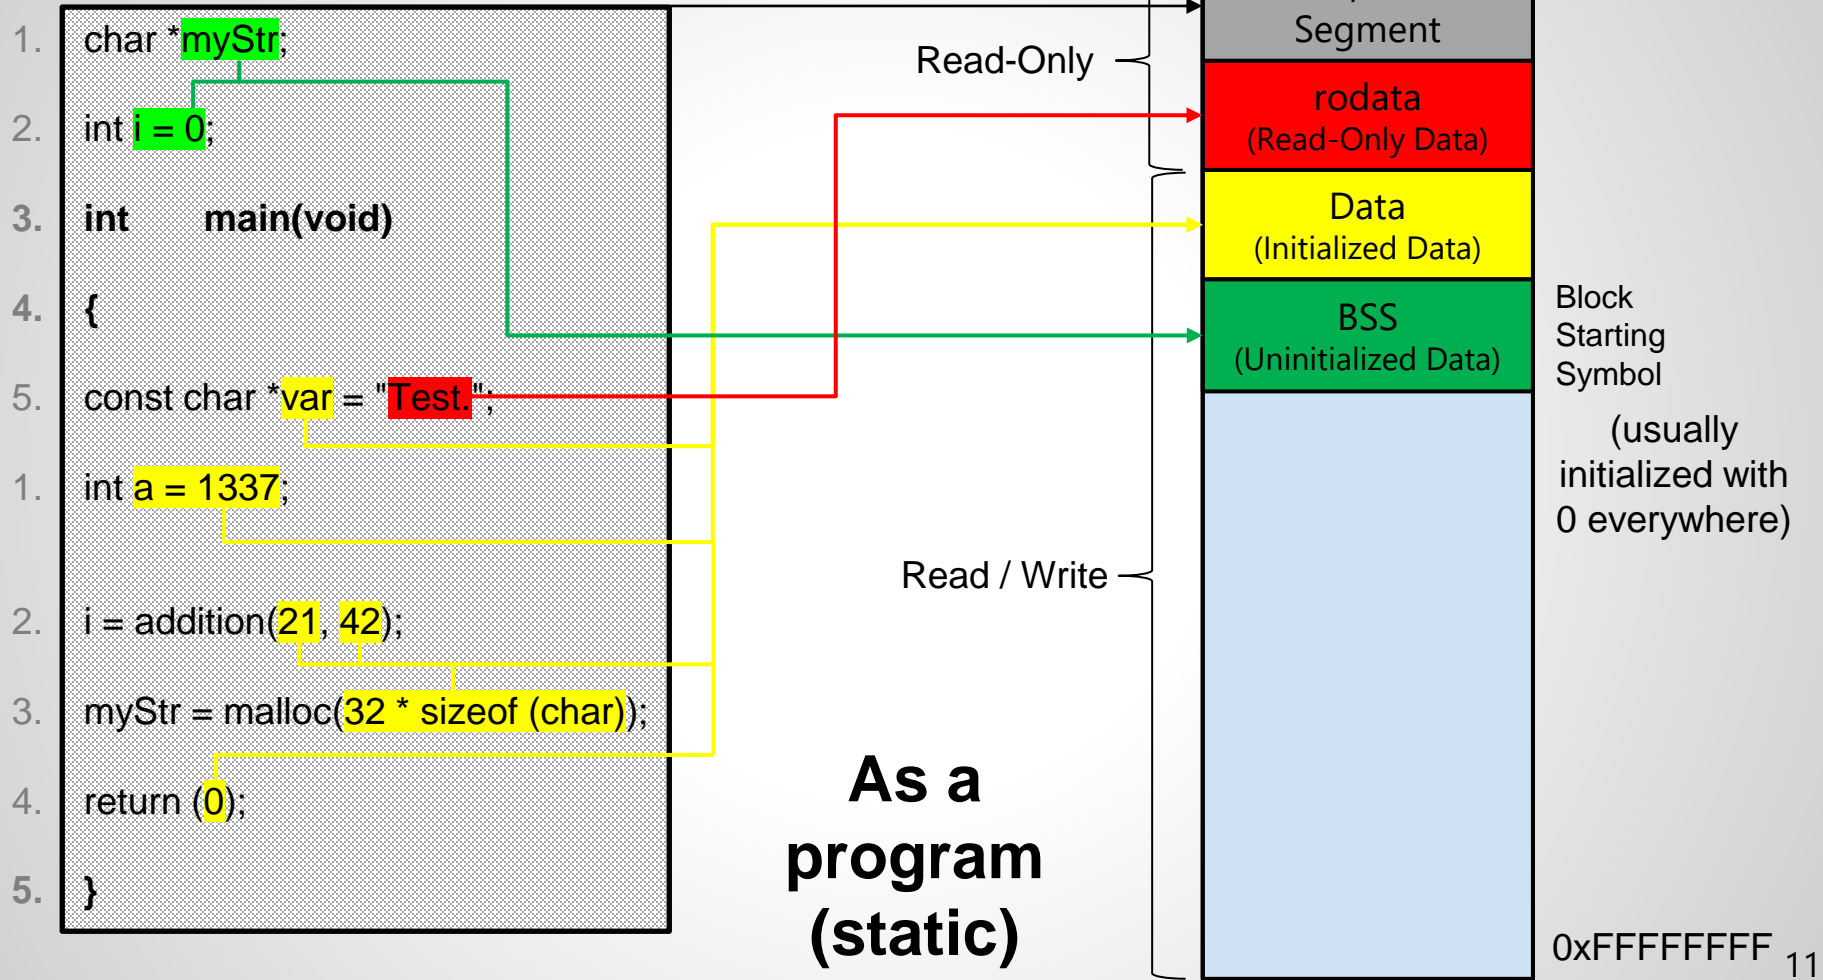 1. char *myStr;
2. int i = 0;
3. int main(void)
4. {
5. const char *var = "Test.";
1. int a = 1337;
2. i = addition(21, 42);
3. myStr = malloc(32 * sizeof (char));
4. return (0);
5. }
Read-Only
Read / Write
As a
program
(static)
Segment
rodata
(Read-Only Data)
Data
(Initialized Data)
BSS
(Uninitialized Data)
Block
Starting
Symbol
(usually
initialized with
0 everywhere)
0xFFFFFFFF
11